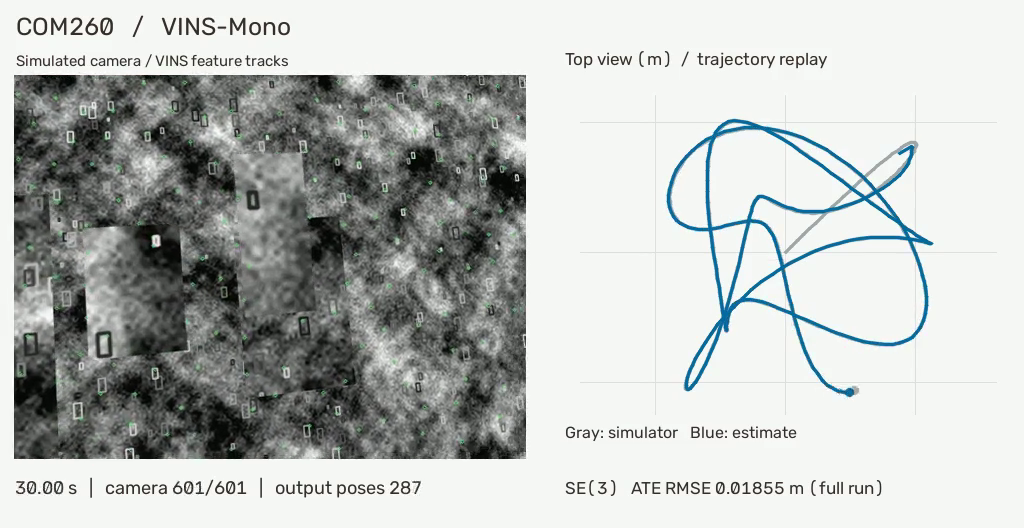 COM260 / VINS-Mono
Simulated camera / VINS feature tracks
Top view (m) / trajectory replay
Gray: simulator Blue: estimate
30.00 s | camera 601/601 | output poses 287
SE(3) ATE RMSE 0.01855 m (full run)